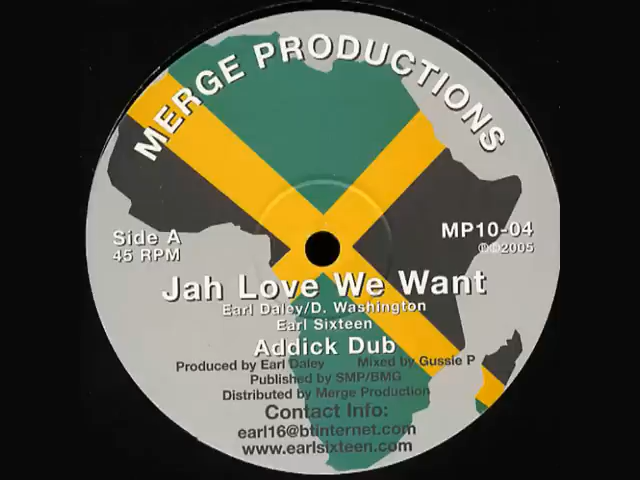 MERGE PRODUCTIONS
Side A
45 RPM
MP10-04
℗©2005
Jah Love We Want
Earl Daley/D. Washington
Earl Sixteen
Addick Dub
Produced by Earl Daley Mixed by Gussie P
Published by SMP/BMG
Distributed by Merge Production
Contact Info:
earl16@btinternet.com
www.earlsixteen.com